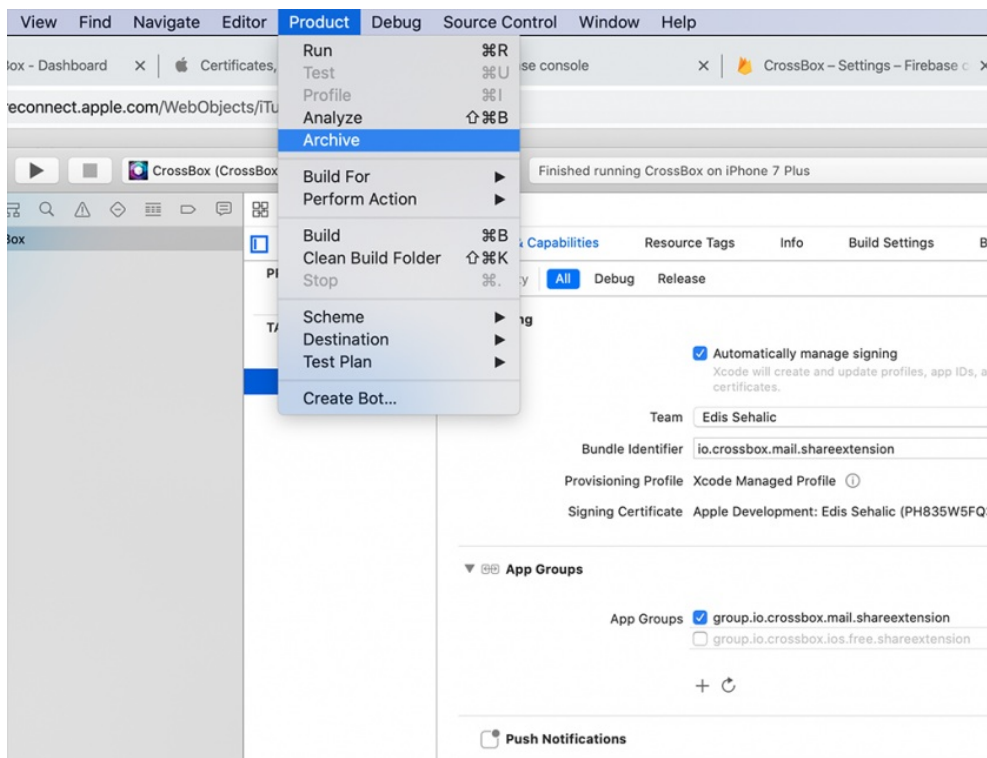 View Find Navigate Editor Product Debug Source Control Window Help
Box - Dashboard Certificates, se console CrossBox – Settings – Firebase c
reconnect.apple.com/WebObjects/iTu
Run ⌘R
Test ⌘U
Profile ⌘I
Analyze ⇧⌘B
Archive
CrossBox (CrossBox Finished running CrossBox on iPhone 7 Plus
Build For
Perform Action
Box
Build ⌘B
& Capabilities Resource Tags Info Build Settings B
Clean Build Folder ⇧⌘K
Stop ⌘.
All Debug Release
Scheme
Destination
Test Plan
Create Bot...
Automatically manage signing
Xcode will create and update profiles, app IDs, a
certificates.
Team Edis Sehalic
Bundle Identifier io.crossbox.mail.shareextension
Provisioning Profile Xcode Managed Profile
Signing Certificate Apple Development: Edis Sehalic (PH835W5FQ
App Groups
App Groups group.io.crossbox.mail.shareextension
group.io.crossbox.ios.free.shareextension
Push Notifications